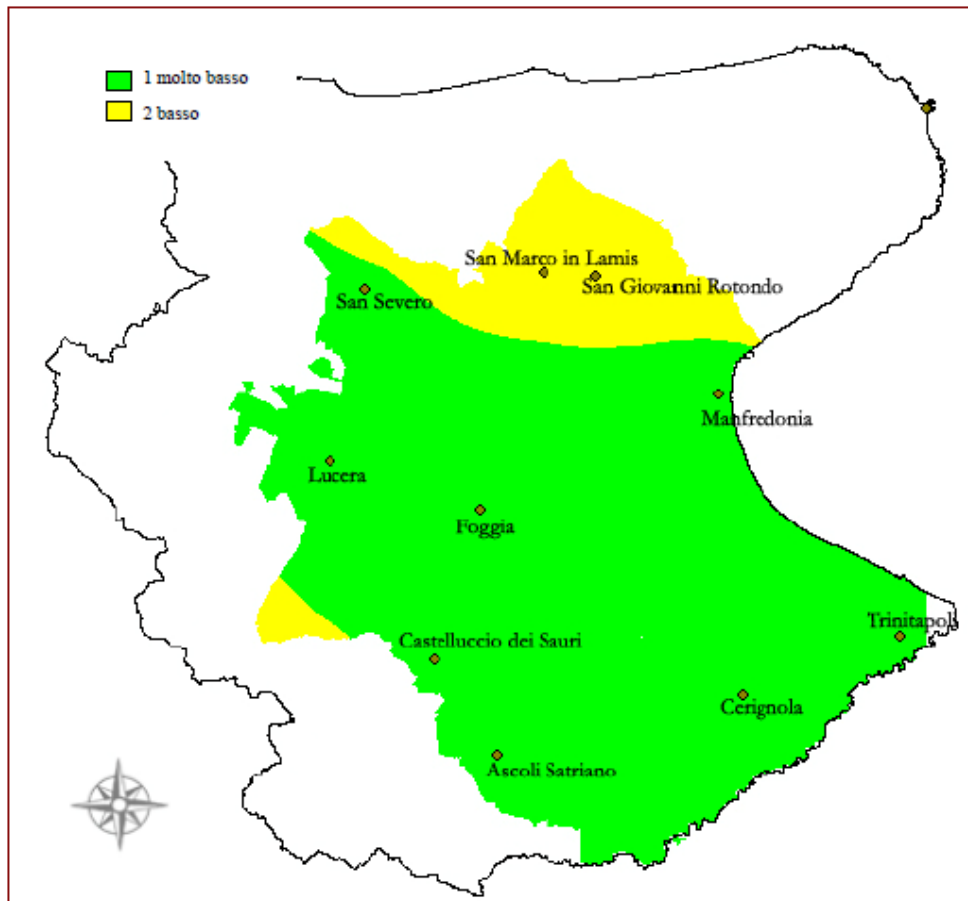 1 molto basso
2 basso
San Marco in Lamis
San Giovanni Rotondo
San Severo
Manfredonia
Lucera
Foggia
Trinitapoli
Castelluccio dei Sauri
Cerignola
Ascoli Satriano